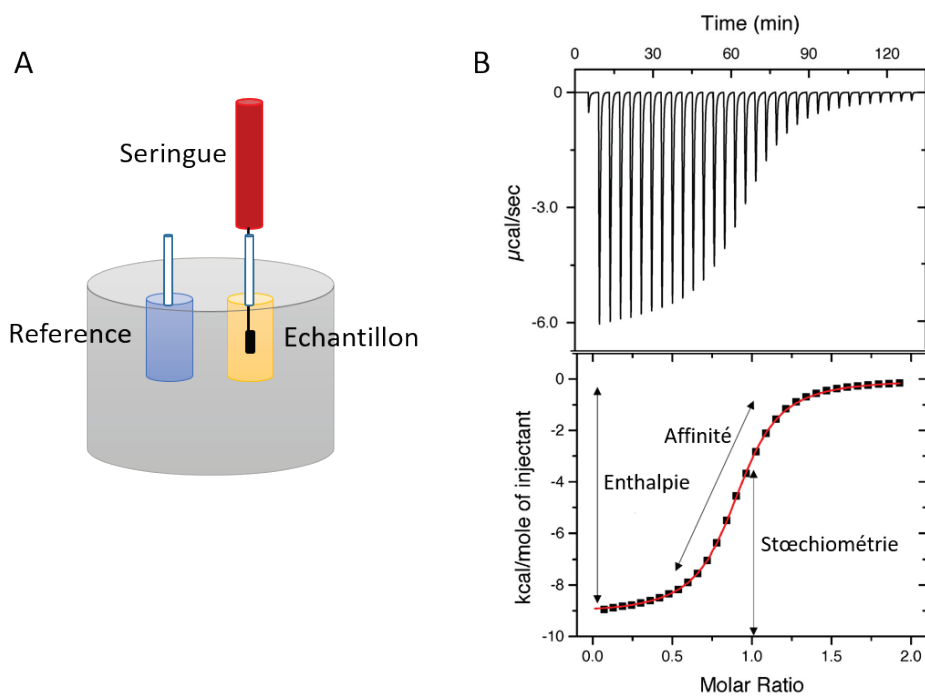 A
Seringue
Reference
Echantillon
B
Time (min)
0 30 60 90 120
0
-3.0
-6.0
µcal/sec
0
-2
-4
-6
-8
-10
kcal/mole of injectant
Affinité
Enthalpie
Stœchiométrie
0.0 0.5 1.0 1.5 2.0
Molar Ratio